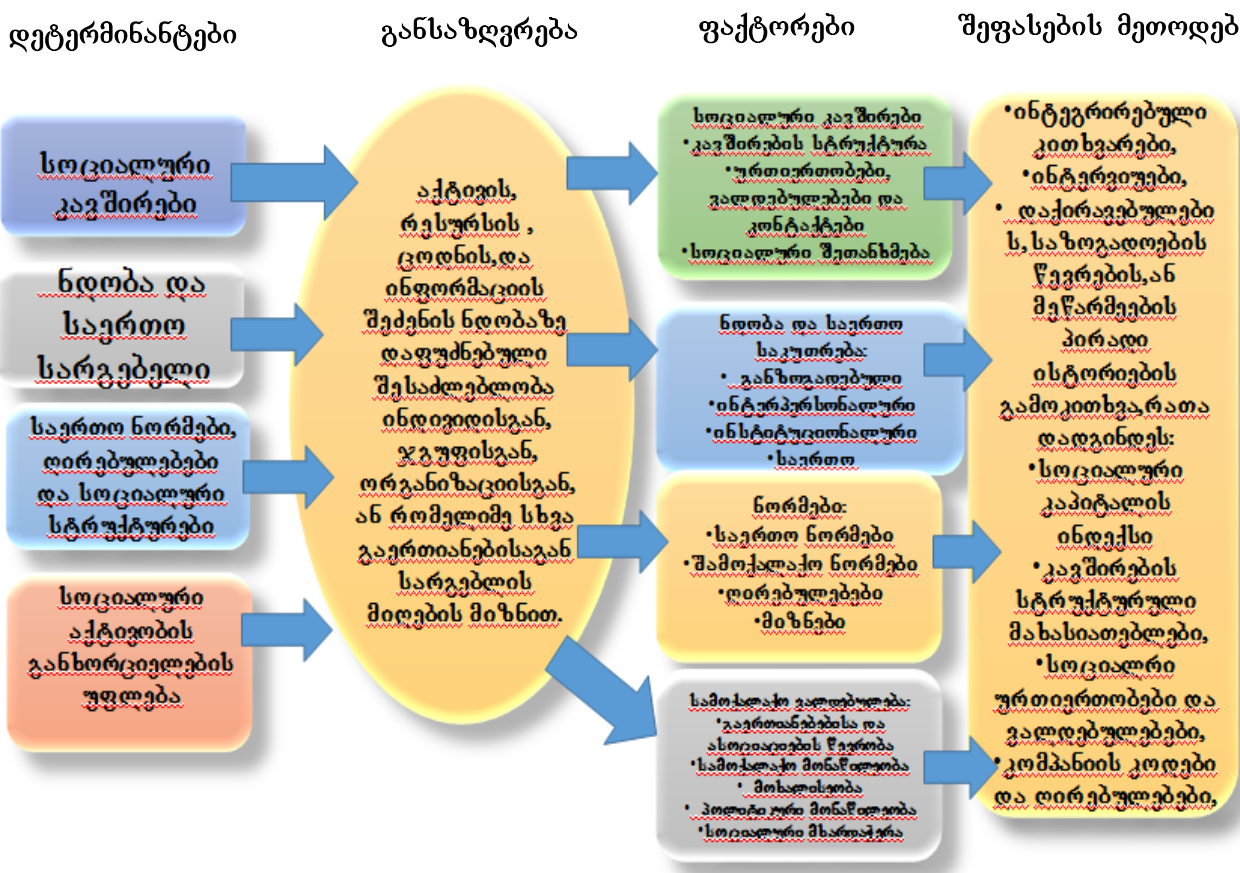 დეტერმინანტები
განსაზღვრება
ფაქტორები
შეფასების მეთოდებ
სოციალური
კავშირები
ნდობა და
საერთო
სარგებელი
საერთო ნორმები,
ღირებულებები
და სოციალური
სტრუქტურები
სოციალური
აქტივობის
განხორციელების
უფლება
აქტივის,
რესურსის ,
ცოდნის,და
ინფორმაციის
შეძენის ნდობაზე
დაფუძნებული
შესაძლებლობა
ინდივიდისგან,
ჯგუფისგან,
ორგანიზაციისგან,
ან რომელიმე სხვა
გაერთიანებისაგან
სარგებლის
მიღების მიზნით.
სოციალური კავშირები
•კავშირების სტრუქტურა
•ურთიერთობები,
ვალდებულებები და
კონტაქტები
•სოციალური შეთანხმება
ნდობა და საერთო
საკუთრება:
• განზოგადებული
•ინტერპერსონალური
•ინსტიტუციონალური
•საერთო
ნორმები:
•საერთო ნორმები
•შამოქალაქო ნორმები
•ღირებულებები
•მიზნები
სამოქალაქო ვალდებულება:
•გაერთიანებებისა და
ასოციაციების წევრობა
•სამოქალაქო მონაწილეობა
• მოხალისეობა
• პოლიტიკური მონაწილეობა
•სოციალური მხარდაჭერა
•ინტეგრირებული
კითხვარები,
•ინტერვიუები,
• დაქირავებულები
ს,საზოგადოების
წევრების,ან
მეწარმეების
პირადი
ისტორიების
გამოკითხვა,რათა
დადგინდეს:
•სოციალური
კაპიტალის
ინდექსი
•კავშირების
სტრუქტურული
მახასიათებლები,
•სოციალრი
ურთიერთობები და
ვალდებულებები,
•კომპანიის კოდები
და ღირებულებები,